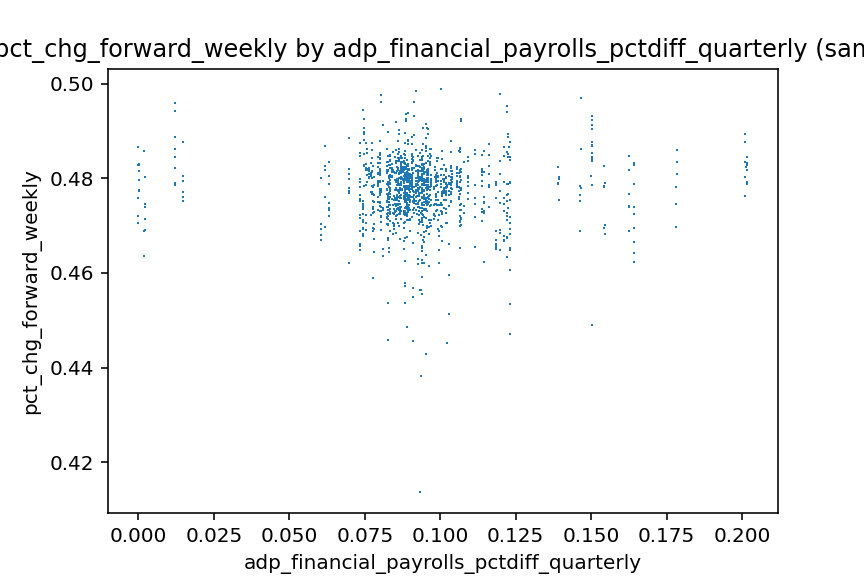 pct_chg_forward_weekly by adp_financial_payrolls_pctdiff_quarterly (sam
0.50
0.48
0.46
0.44
0.42
pct_chg_forward_weekly
0.000 0.025 0.050 0.075 0.100 0.125 0.150 0.175 0.200
adp_financial_payrolls_pctdiff_quarterly